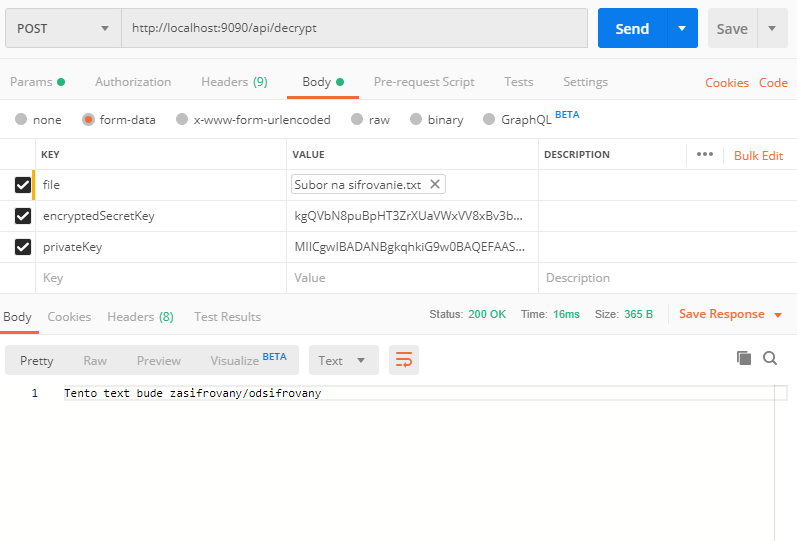 POST http://localhost:9090/api/decrypt Send Save
Params Authorization Headers (9) Body Pre-request Script Tests Settings Cookies Code
none form-data x-www-form-urlencoded raw binary GraphQL BETA
KEY VALUE DESCRIPTION ••• Bulk Edit
file Subor na sifrovanie.txt
encryptedSecretKey kgQVbN8puBpHT3ZrXUaVWxVV8xBv3b...
privateKey MIICgwIBADANBgkqhkiG9w0BAQEFAAS...
Key Value Description
Body Cookies Headers (8) Test Results Status: 200 OK Time: 16ms Size: 365 B Save Response
Pretty Raw Preview Visualize BETA Text
1 Tento text bude zasifrovany/odsifrovany